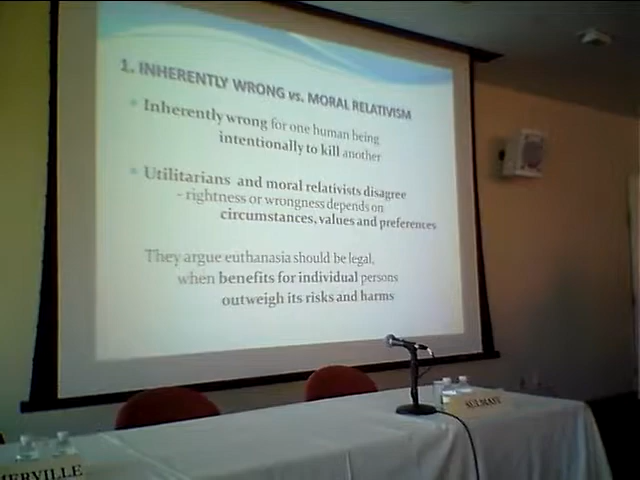 1. INHERENTLY WRONG vs. MORAL RELATIVISM
Inherently wrong for one human being
intentionally to kill another
Utilitarians and moral relativists disagree
- rightness or wrongness depends on
circumstances, values and preferences
They argue euthanasia should be legal,
when benefits for individual persons
outweigh its risks and harms
MERVILLE